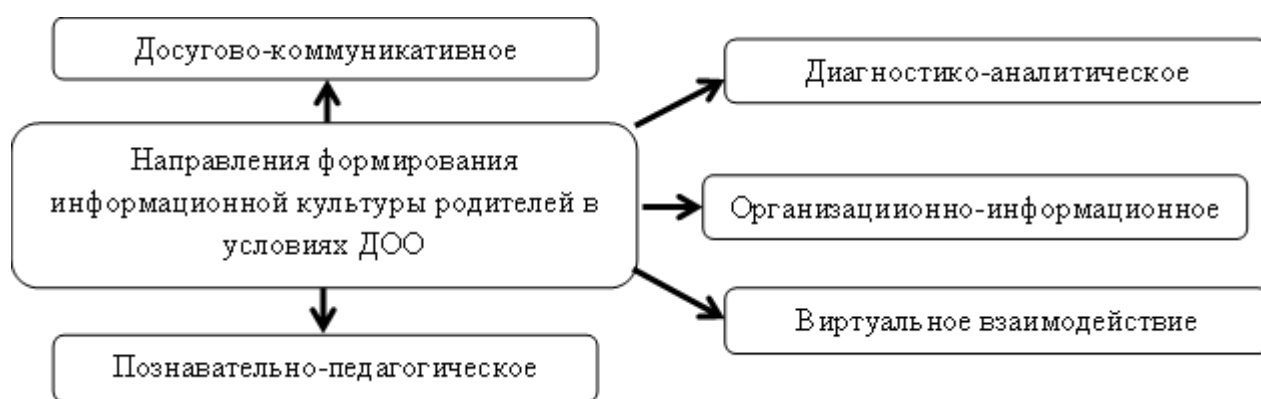 Досугово-коммуникативное
Диагностико-аналитическое
Направления формирования
информационной культуры родителей в
условиях ДОО
Организациионно-информационное
Виртуальное взаимодействие
Познавательно-педагогическое